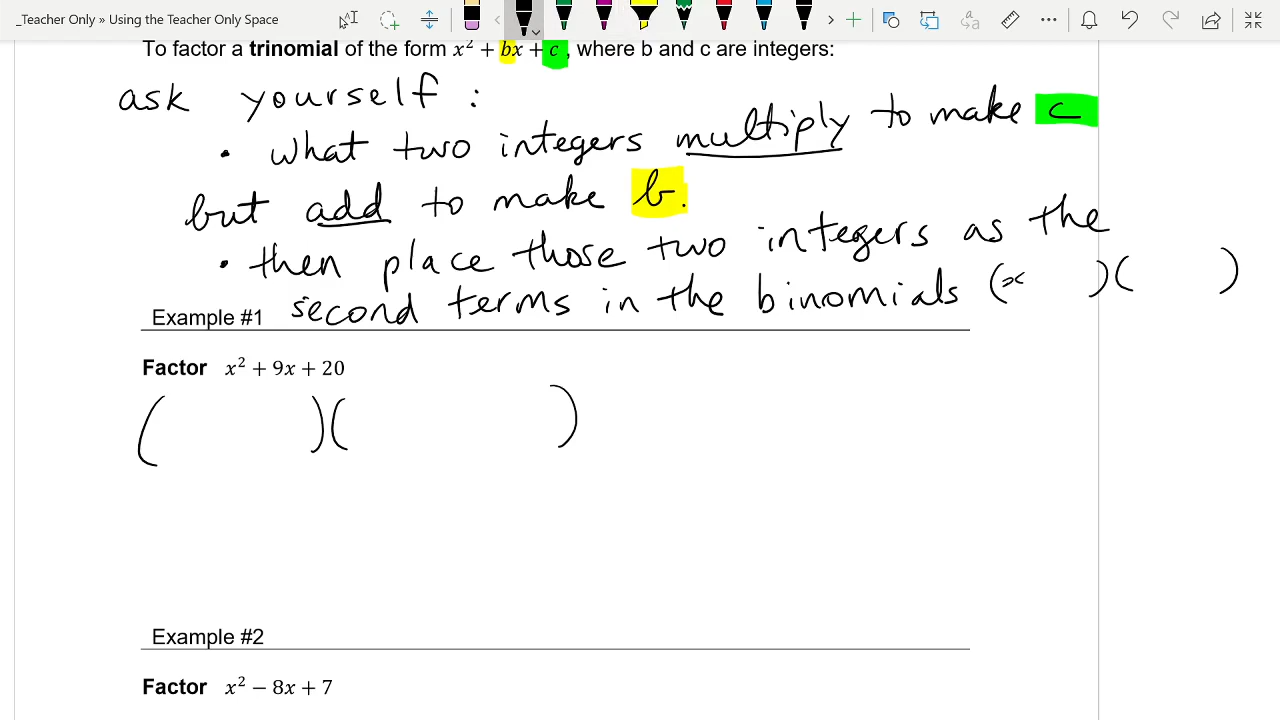 _Teacher Only » Using the Teacher Only Space
To factor a trinomial of the form x² + bx + c, where b and c are integers:
ask yourself :
• what two integers multiply to make c
but add to make b.
• then place those two integers as the
second terms in the binomials (x )( )
Example #1
Factor x² + 9x + 20
( )( )
Example #2
Factor x² − 8x + 7